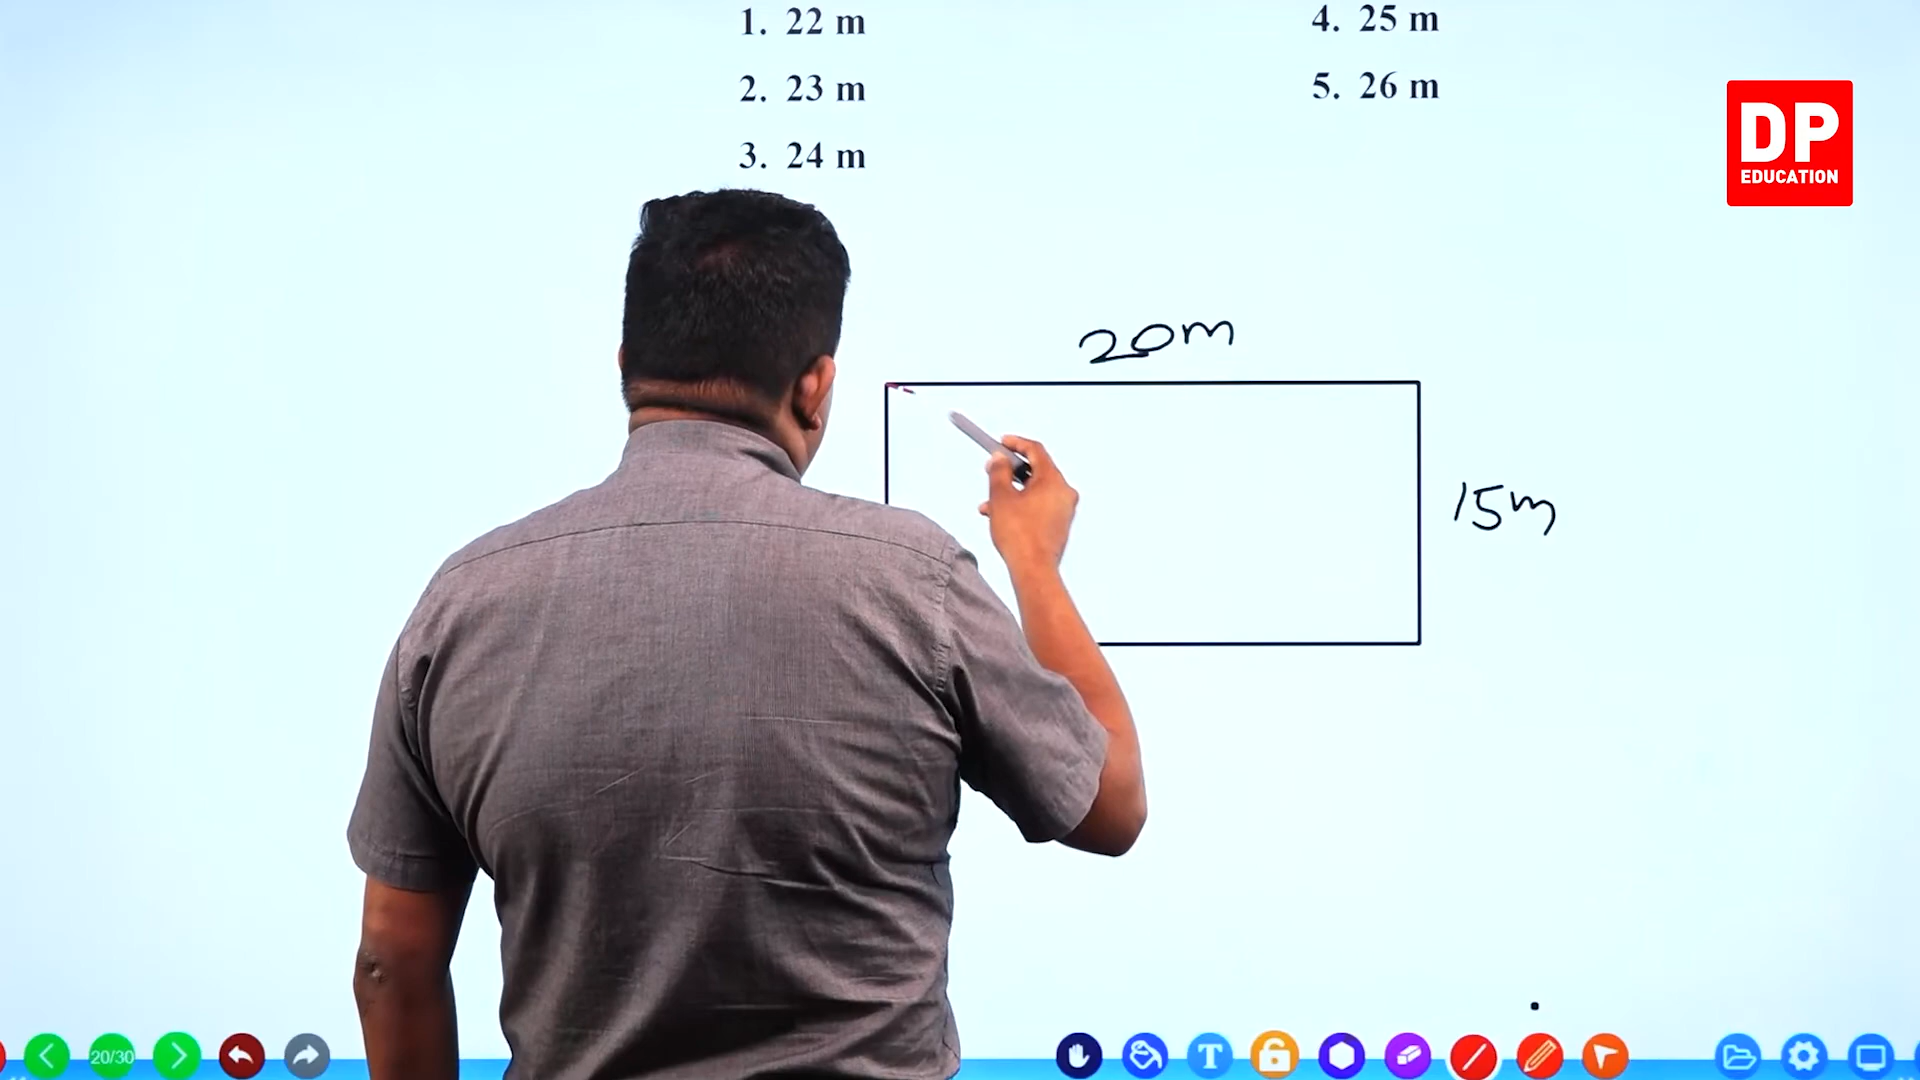 1. 22 m
2. 23 m
3. 24 m
4. 25 m
5. 26 m
DP
EDUCATION
20m
15m
20/30
T